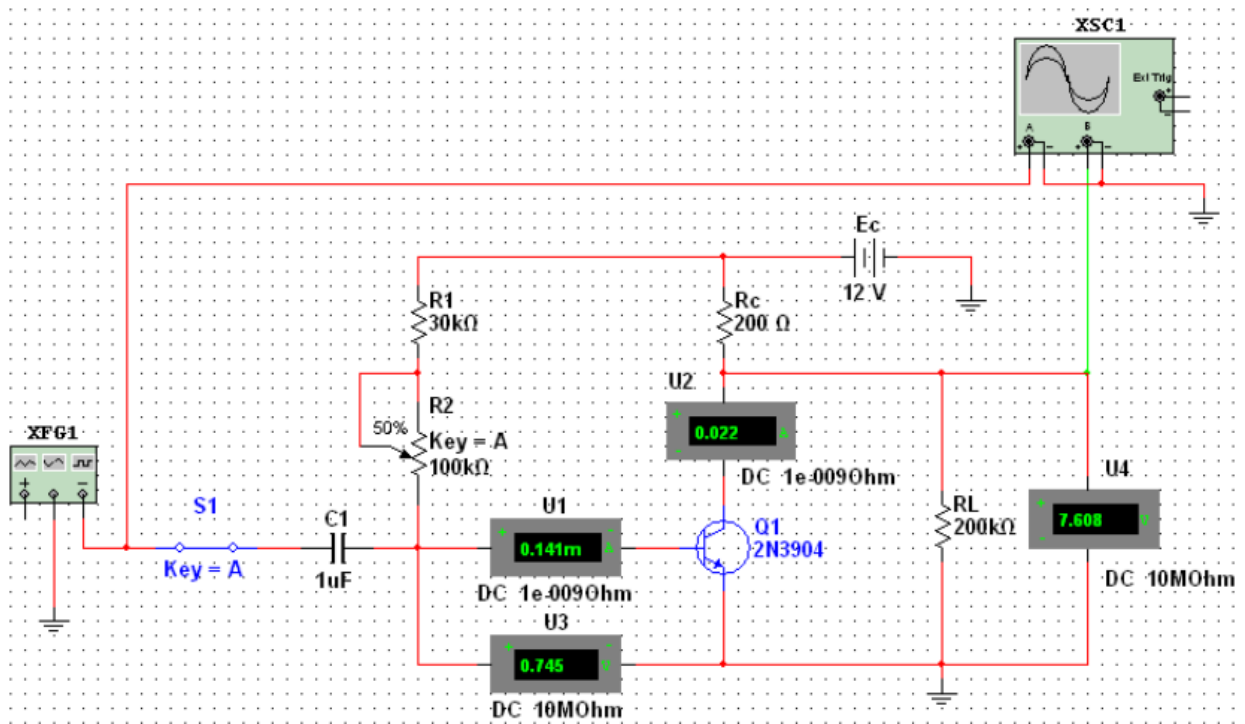 XSC1
Ext Trig
+
-
A
B
+ - + -
Ec
12 V
R1
30kΩ
Rc
200 Ω
R2
50%
Key = A
100kΩ
U2
+
0.022 A
-
DC 1e-009Ohm
XFG1
+ -
S1
Key = A
C1
1uF
U1
+ -
0.141m A
DC 1e-009Ohm
Q1
2N3904
RL
200kΩ
U4
+
7.608 V
-
DC 10MOhm
U3
+ -
0.745 V
DC 10MOhm